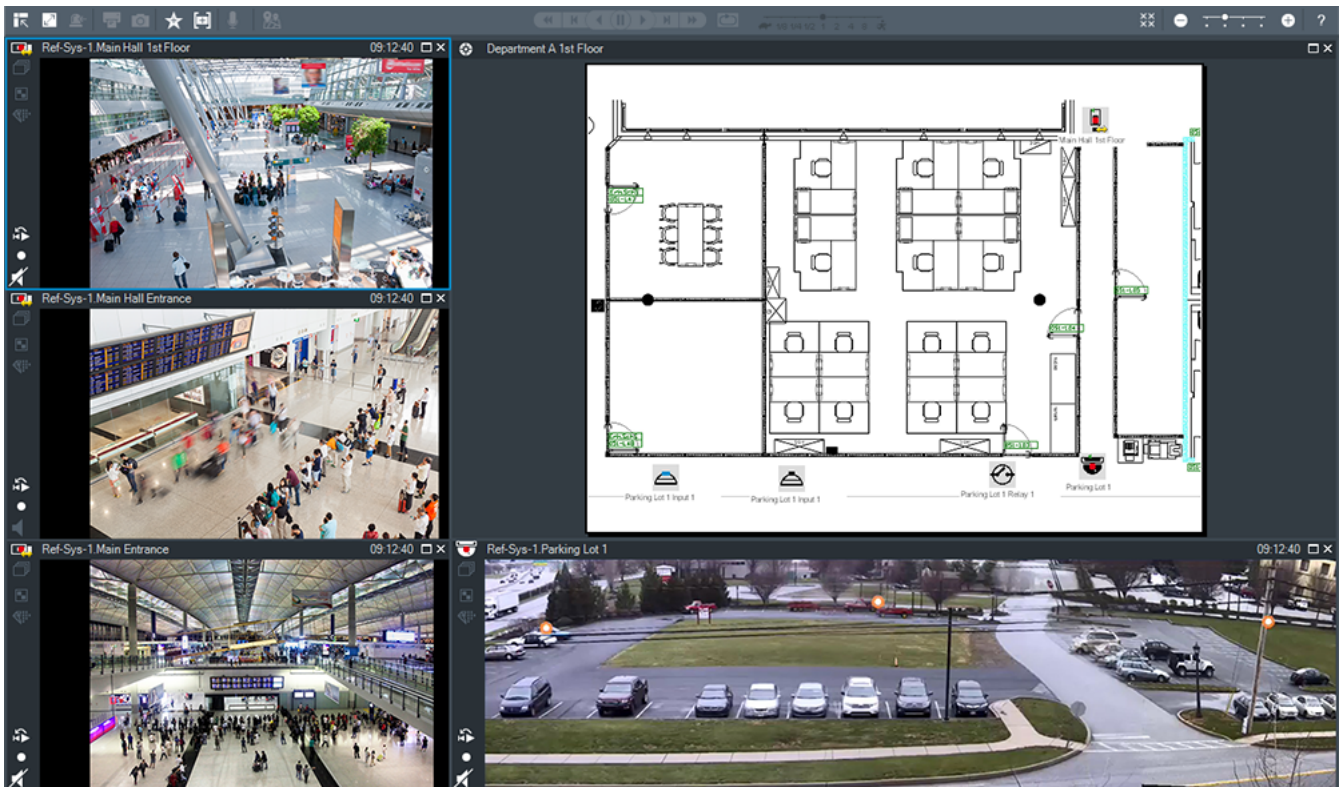 ?
Ref-Sys-1.Main Hall 1st Floor 09:12:40
Department A 1st Floor
Main Hall 1st Floor
Ref-Sys-1.Main Hall Entrance 09:12:40
Parking Lot 1 Input 1
Parking Lot 1 Input 1
Parking Lot 1 Relay 1
Parking Lot 1
Ref-Sys-1.Main Entrance 09:12:40
Ref-Sys-1.Parking Lot 1 09:12:40